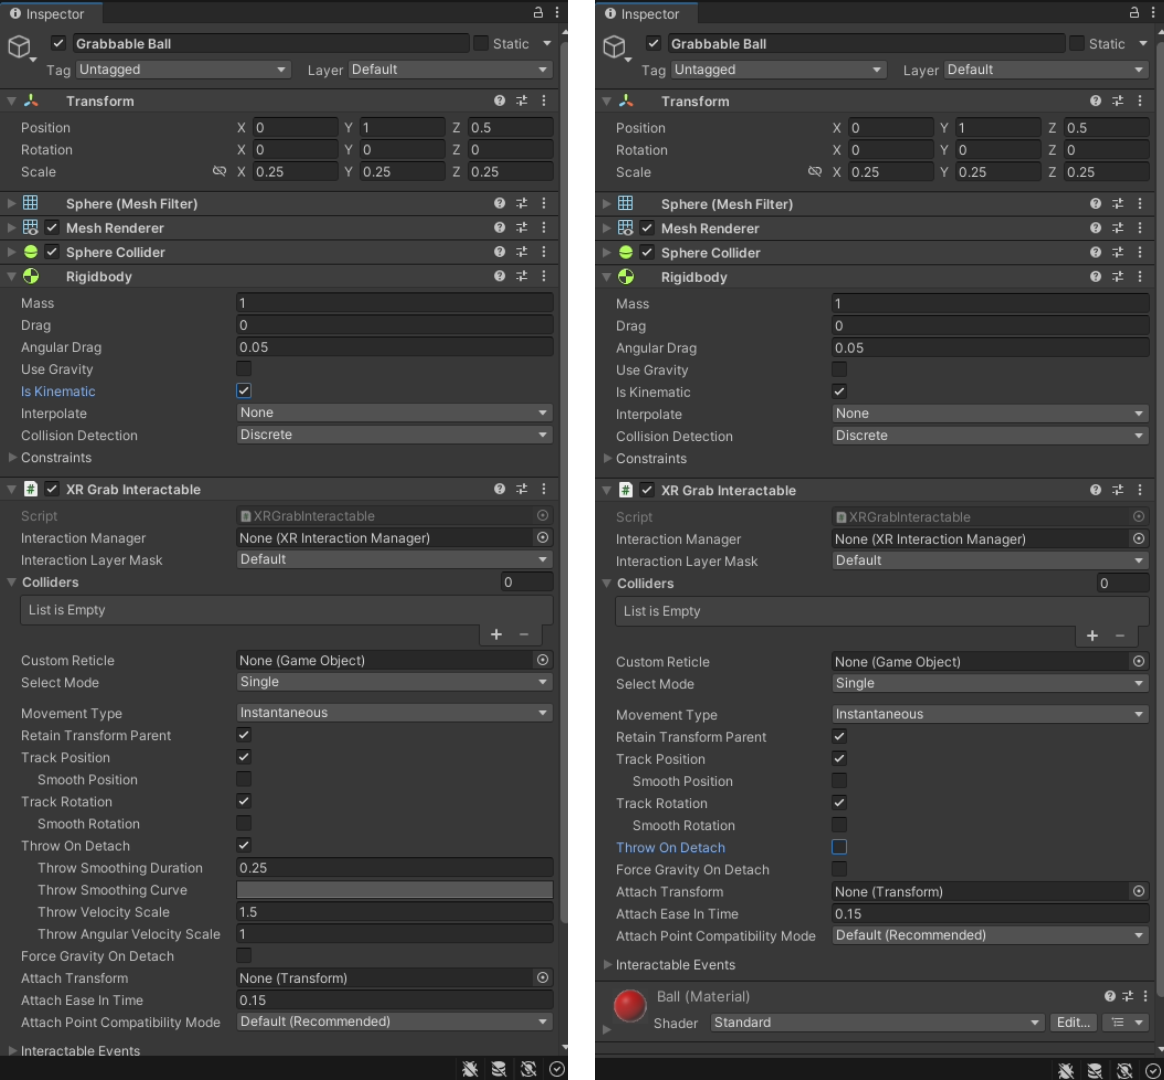 Inspector
Grabbable Ball
Static
Tag Untagged Layer Default
Transform
Position X 0 Y 1 Z 0.5
Rotation X 0 Y 0 Z 0
Scale X 0.25 Y 0.25 Z 0.25
Sphere (Mesh Filter)
Mesh Renderer
Sphere Collider
Rigidbody
Mass 1
Drag 0
Angular Drag 0.05
Use Gravity
Is Kinematic
Interpolate None
Collision Detection Discrete
Constraints
# XR Grab Interactable
Script # XRGrabInteractable
Interaction Manager None (XR Interaction Manager)
Interaction Layer Mask Default
Colliders 0
List is Empty
+ −
Custom Reticle None (Game Object)
Select Mode Single
Movement Type Instantaneous
Retain Transform Parent
Track Position
Smooth Position
Track Rotation
Smooth Rotation
Throw On Detach
Throw Smoothing Duration 0.25
Throw Smoothing Curve
Throw Velocity Scale 1.5
Throw Angular Velocity Scale 1
Force Gravity On Detach
Attach Transform None (Transform)
Attach Ease In Time 0.15
Attach Point Compatibility Mode Default (Recommended)
Interactable Events
Inspector
Grabbable Ball
Static
Tag Untagged Layer Default
Transform
Position X 0 Y 1 Z 0.5
Rotation X 0 Y 0 Z 0
Scale X 0.25 Y 0.25 Z 0.25
Sphere (Mesh Filter)
Mesh Renderer
Sphere Collider
Rigidbody
Mass 1
Drag 0
Angular Drag 0.05
Use Gravity
Is Kinematic
Interpolate None
Collision Detection Discrete
Constraints
# XR Grab Interactable
Script # XRGrabInteractable
Interaction Manager None (XR Interaction Manager)
Interaction Layer Mask Default
Colliders 0
List is Empty
+ −
Custom Reticle None (Game Object)
Select Mode Single
Movement Type Instantaneous
Retain Transform Parent
Track Position
Smooth Position
Track Rotation
Smooth Rotation
Throw On Detach
Force Gravity On Detach
Attach Transform None (Transform)
Attach Ease In Time 0.15
Attach Point Compatibility Mode Default (Recommended)
Interactable Events
Ball (Material)
Shader Standard Edit...